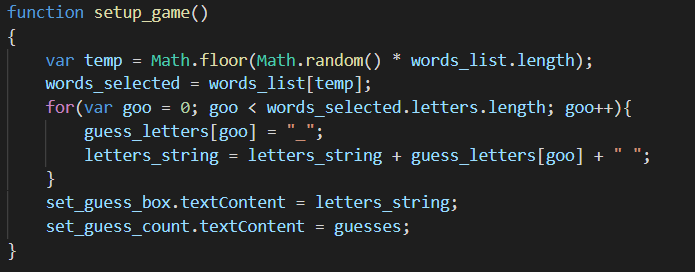 function setup_game()
{
    var temp = Math.floor(Math.random() * words_list.length);
    words_selected = words_list[temp];
    for(var goo = 0; goo < words_selected.letters.length; goo++){
        guess_letters[goo] = "_";
        letters_string = letters_string + guess_letters[goo] + " ";
    }
    set_guess_box.textContent = letters_string;
    set_guess_count.textContent = guesses;
}